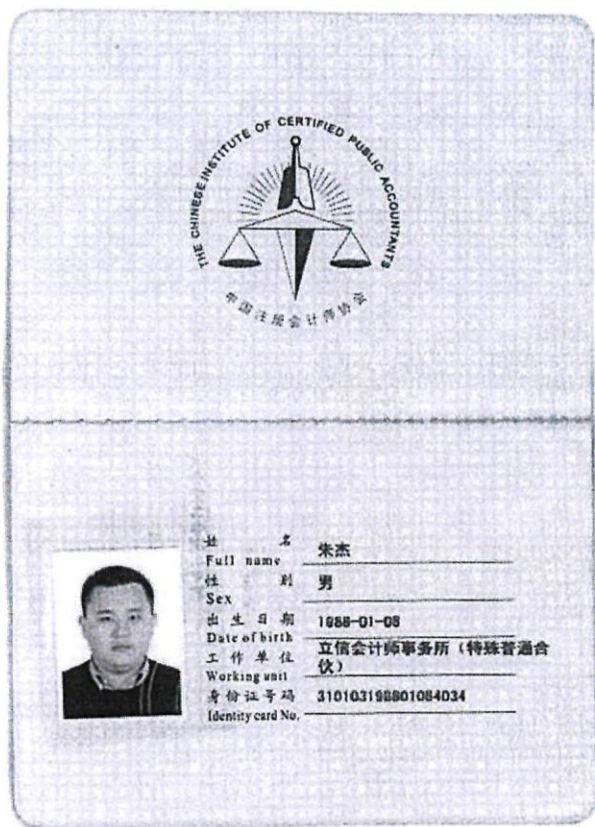 THE CHINESE INSTITUTE OF CERTIFIED PUBLIC ACCOUNTANTS
中国注册会计师协会
姓 名 朱杰
Full name
性 别 男
Sex
出生日期 1988-01-08
Date of birth
工作单位 立信会计师事务所（特殊普通合
伙）
Working unit
身份证号码 310103198801084034
Identity card No.